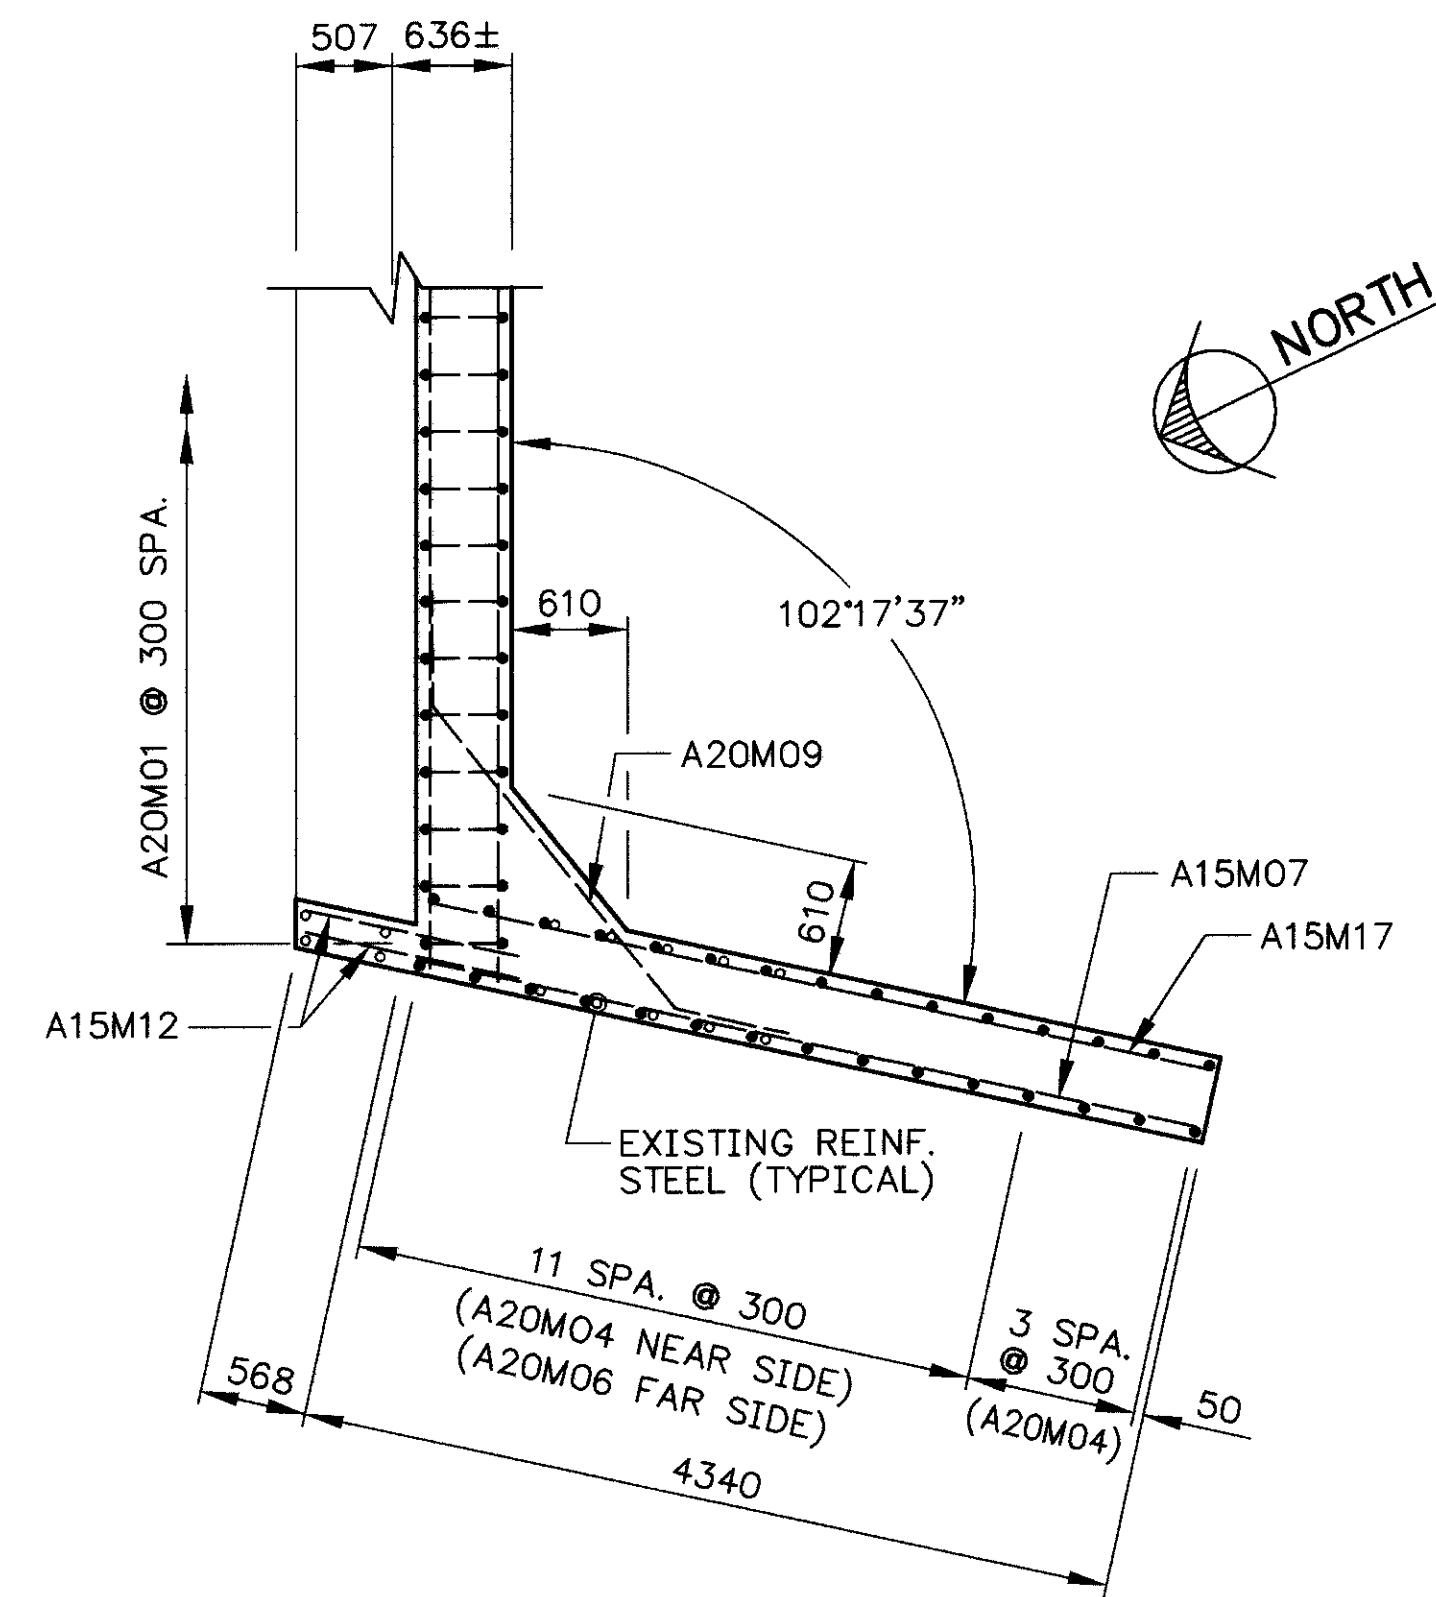 507
636±
NORTH
A20M01 @ 300 SPA.
610
102°17'37"
A20M09
610
A15M07
A15M17
A15M12
EXISTING REINF.
STEEL (TYPICAL)
11 SPA. @ 300
(A20M04 NEAR SIDE)
(A20M06 FAR SIDE)
3 SPA.
@ 300
(A20M04)
50
568
4340